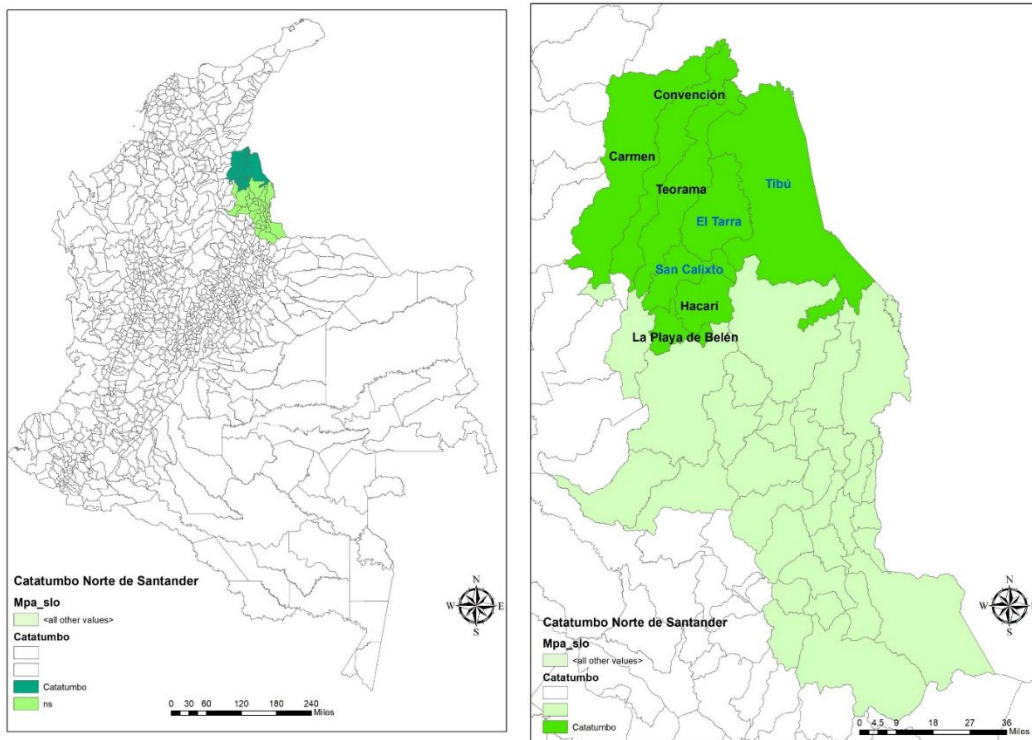 Catatumbo Norte de Santander
Mpa_slo
<all other values>
Catatumbo
Catatumbo
ns
N
W E
S
0 30 60 120 180 240
Miles
Convención
Carmen
Tibú
Teorama
El Tarra
San Calixto
Hacarí
La Playa de Belén
Catatumbo Norte de Santander
Mpa_slo
<all other values>
Catatumbo
Catatumbo
N
W E
S
0 4,5 9 18 27 36
Miles